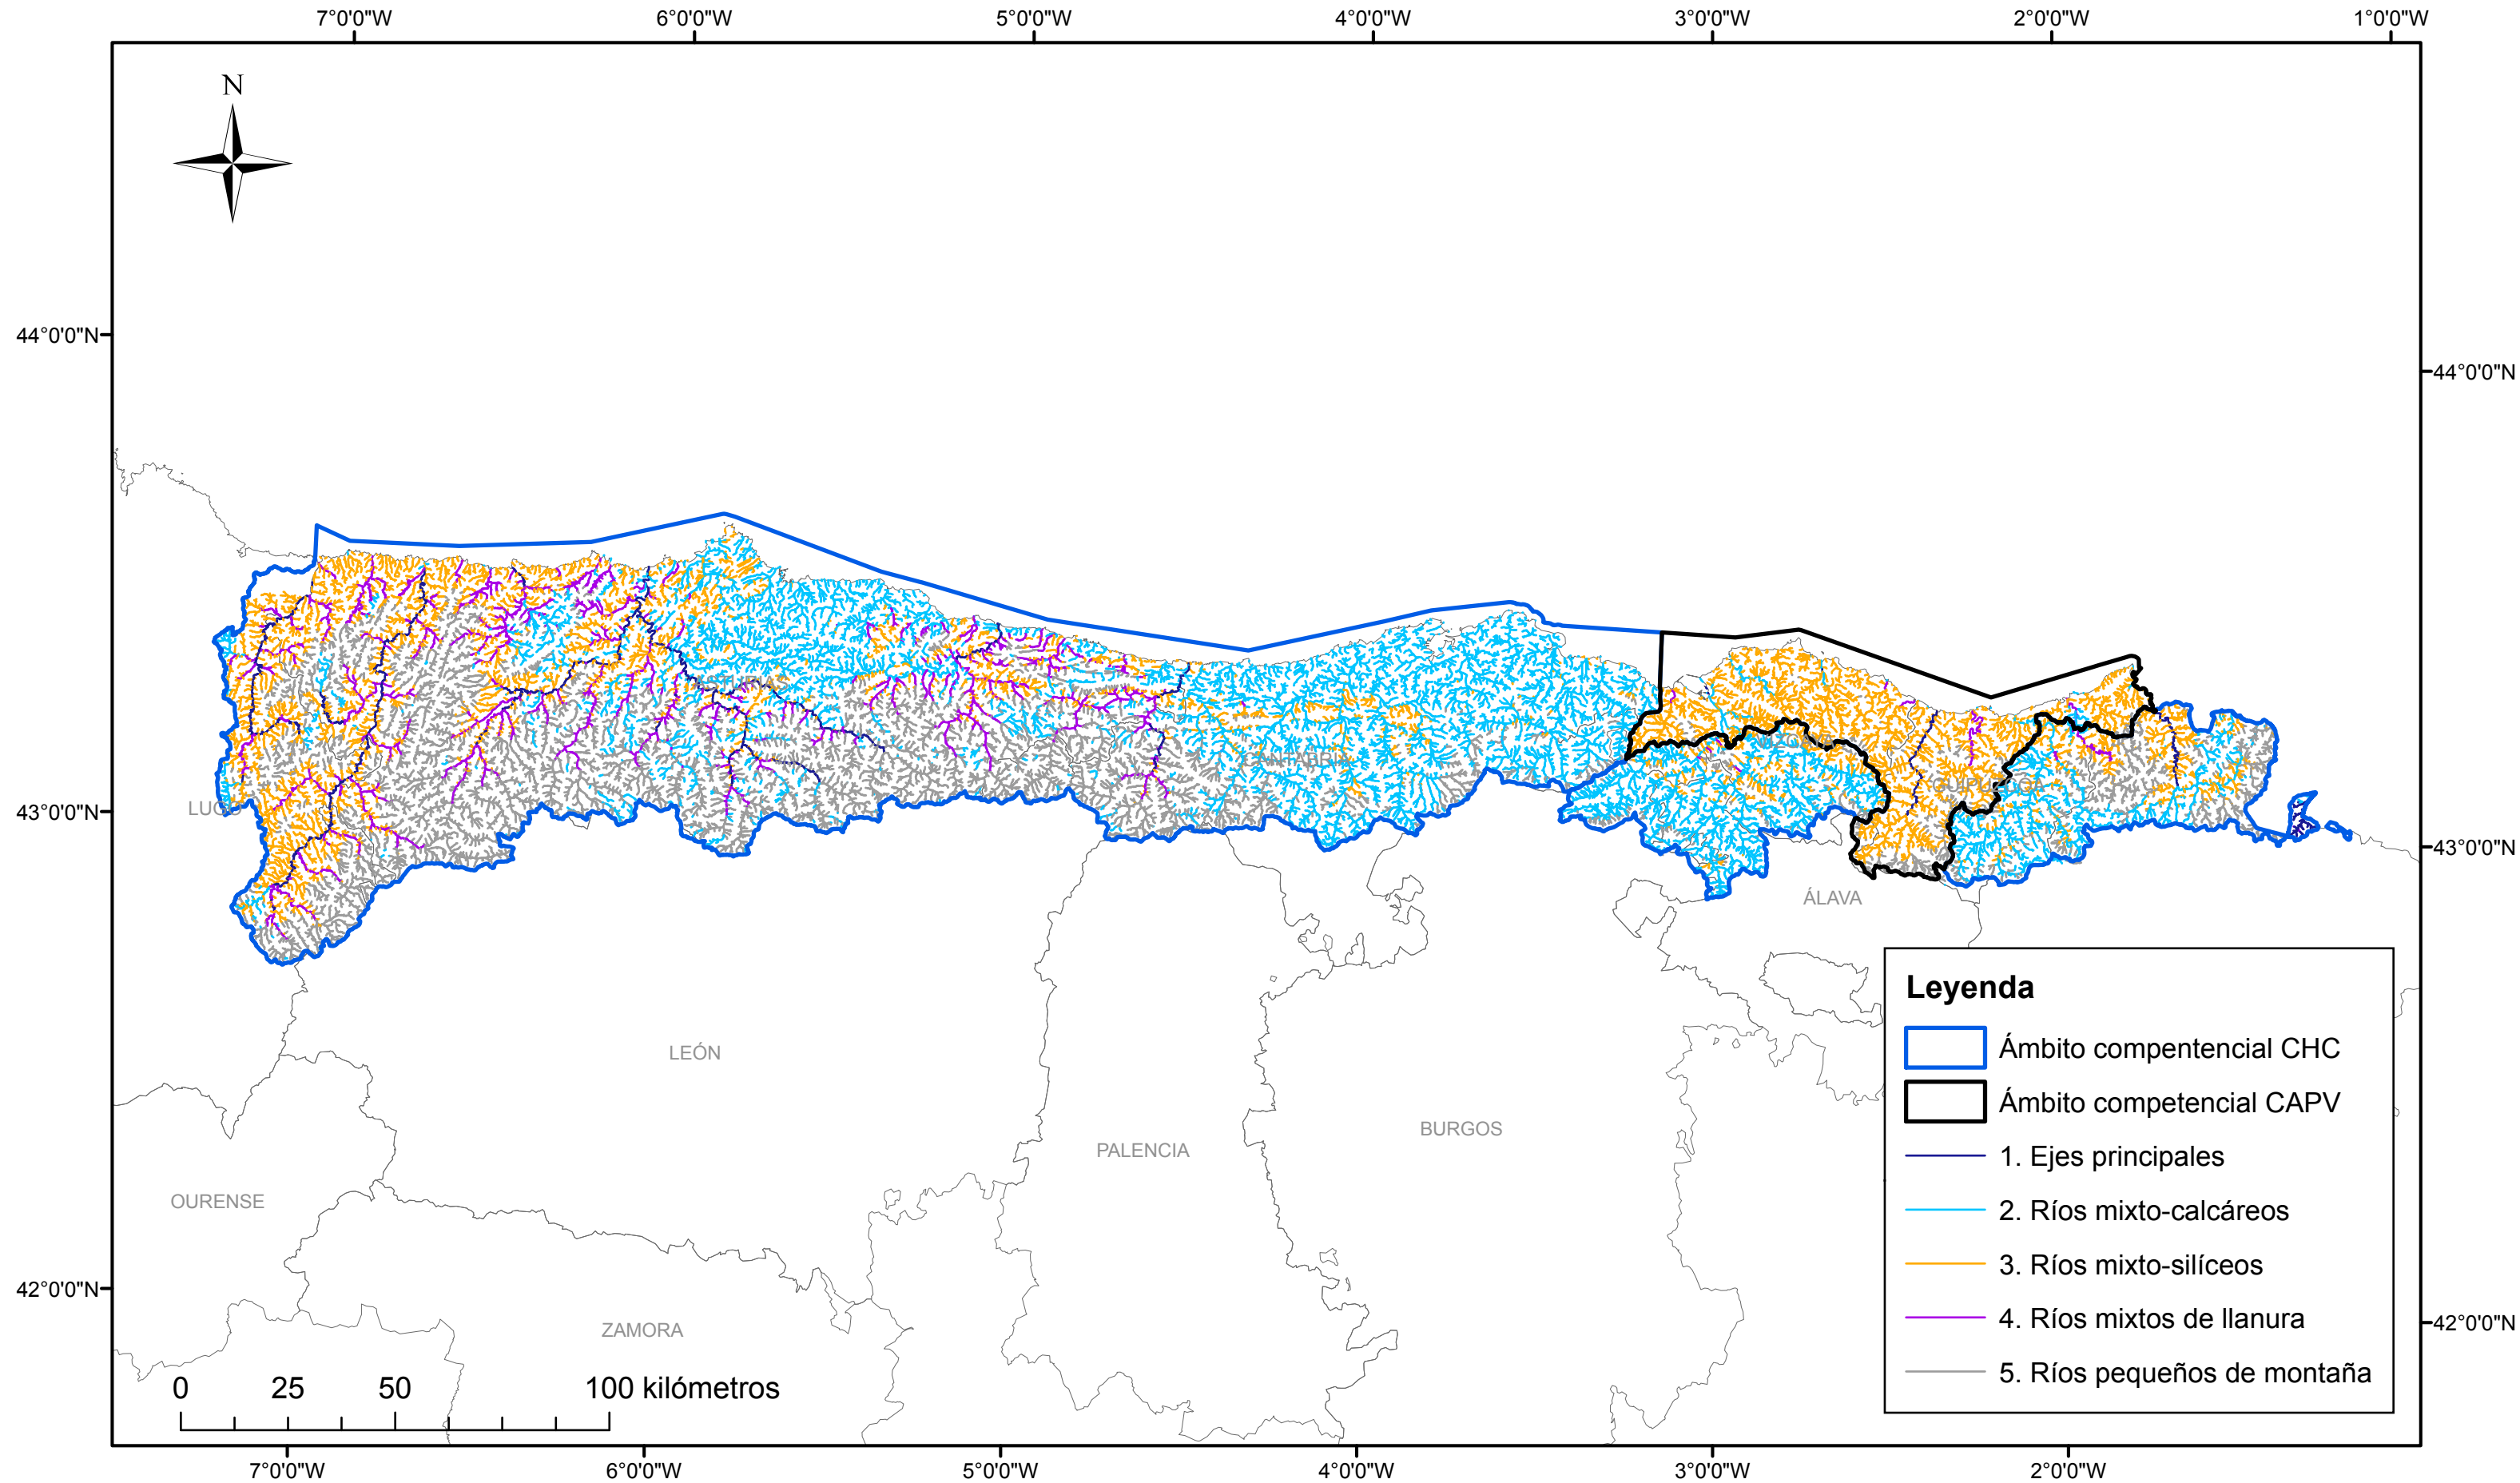 7°0'0"W 6°0'0"W 5°0'0"W 4°0'0"W 3°0'0"W 2°0'0"W 1°0'0"W
N
44°0'0"N
44°0'0"N
ASTURIAS
CANTABRIA
GUIPUZCOA
LUGO
43°0'0"N
43°0'0"N
ÁLAVA
LEÓN
BURGOS
PALENCIA
OURENSE
ZAMORA
42°0'0"N
42°0'0"N
Leyenda
Ámbito compentencial CHC
Ámbito competencial CAPV
1. Ejes principales
2. Ríos mixto-calcáreos
3. Ríos mixto-silíceos
4. Ríos mixtos de llanura
5. Ríos pequeños de montaña
0 25 50 100 kilómetros
7°0'0"W 6°0'0"W 5°0'0"W 4°0'0"W 3°0'0"W 2°0'0"W